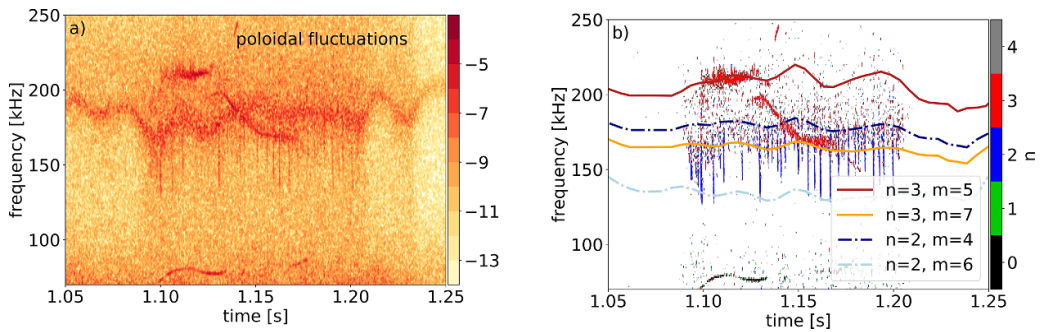 a)
poloidal fluctuations
frequency [kHz]
250
200
150
100
1.05
1.10
1.15
1.20
1.25
time [s]
−5
−7
−9
−11
−13
b)
frequency [kHz]
250
200
150
100
1.05
1.10
1.15
1.20
1.25
time [s]
n=3, m=5
n=3, m=7
n=2, m=4
n=2, m=6
4
3
2
1
0
n